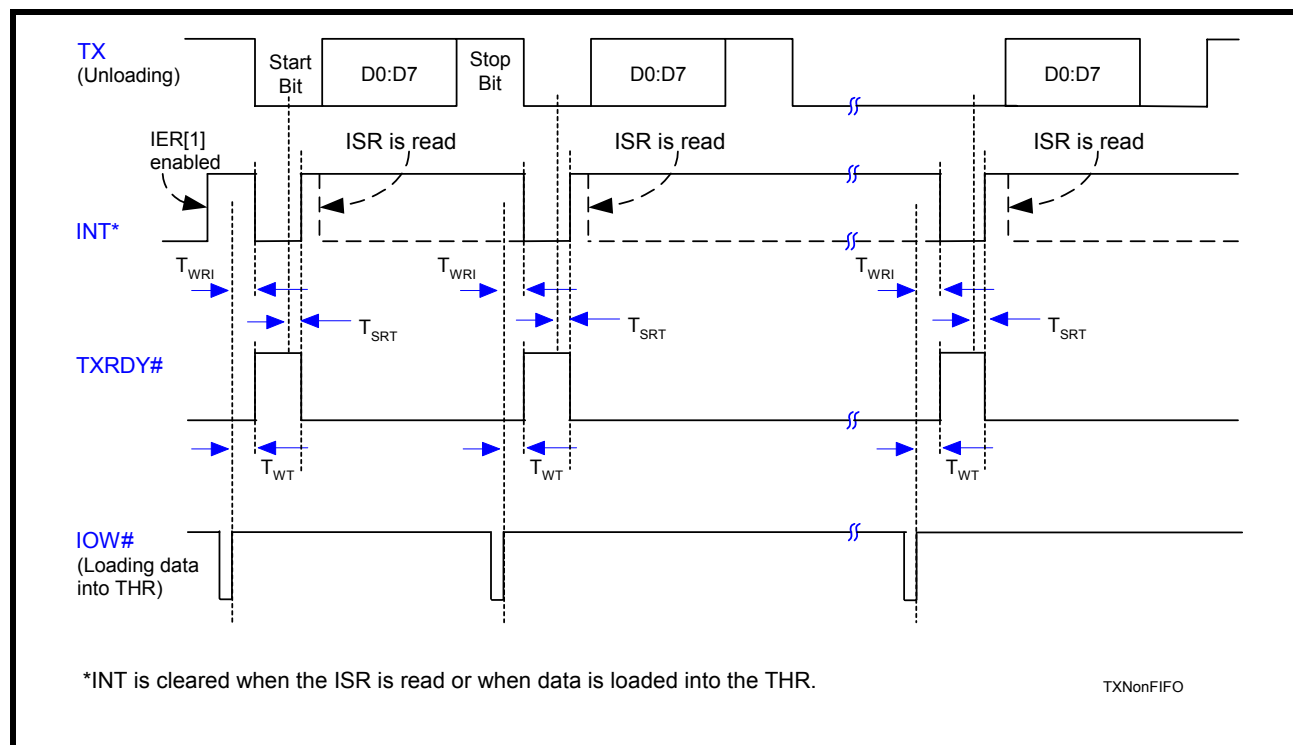 TX
(Unloading)
Start
Bit
D0:D7
Stop
Bit
D0:D7
D0:D7
IER[1]
enabled
ISR is read
ISR is read
ISR is read
INT*
TWRI
TWRI
TWRI
TSRT
TSRT
TSRT
TXRDY#
TWT
TWT
TWT
IOW#
(Loading data
into THR)
*INT is cleared when the ISR is read or when data is loaded into the THR.
TXNonFIFO